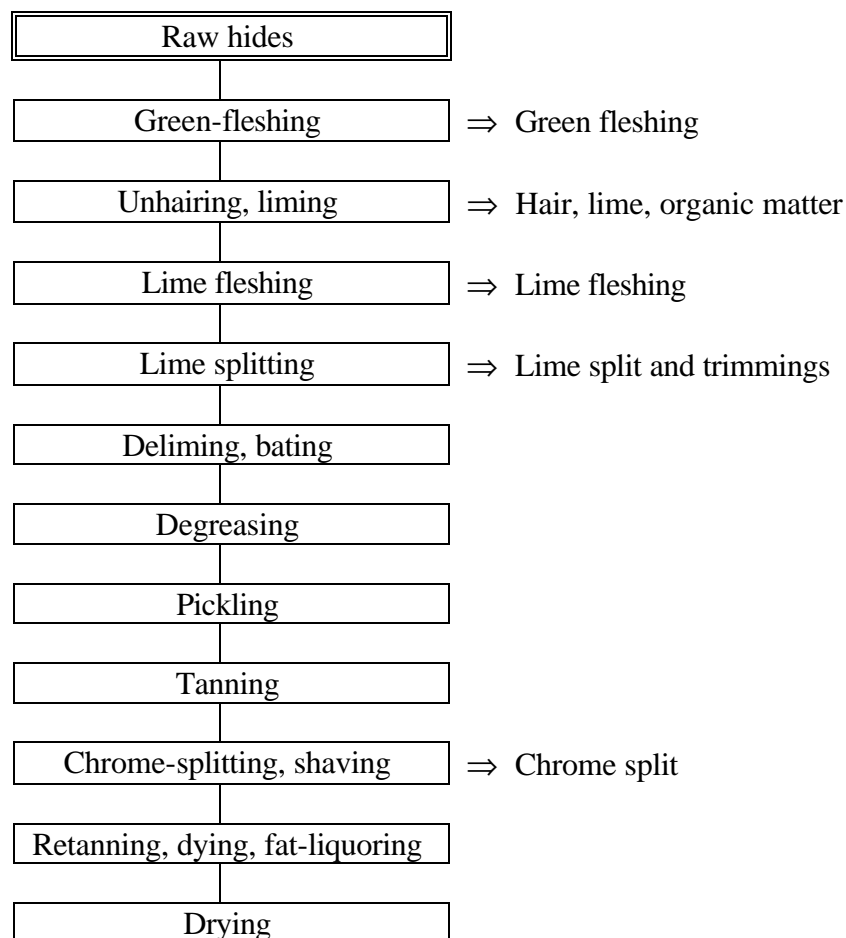 Raw hides
Green-fleshing ⇒ Green fleshing
Unhairing, liming ⇒ Hair, lime, organic matter
Lime fleshing ⇒ Lime fleshing
Lime splitting ⇒ Lime split and trimmings
Deliming, bating
Degreasing
Pickling
Tanning
Chrome-splitting, shaving ⇒ Chrome split
Retanning, dying, fat-liquoring
Drying